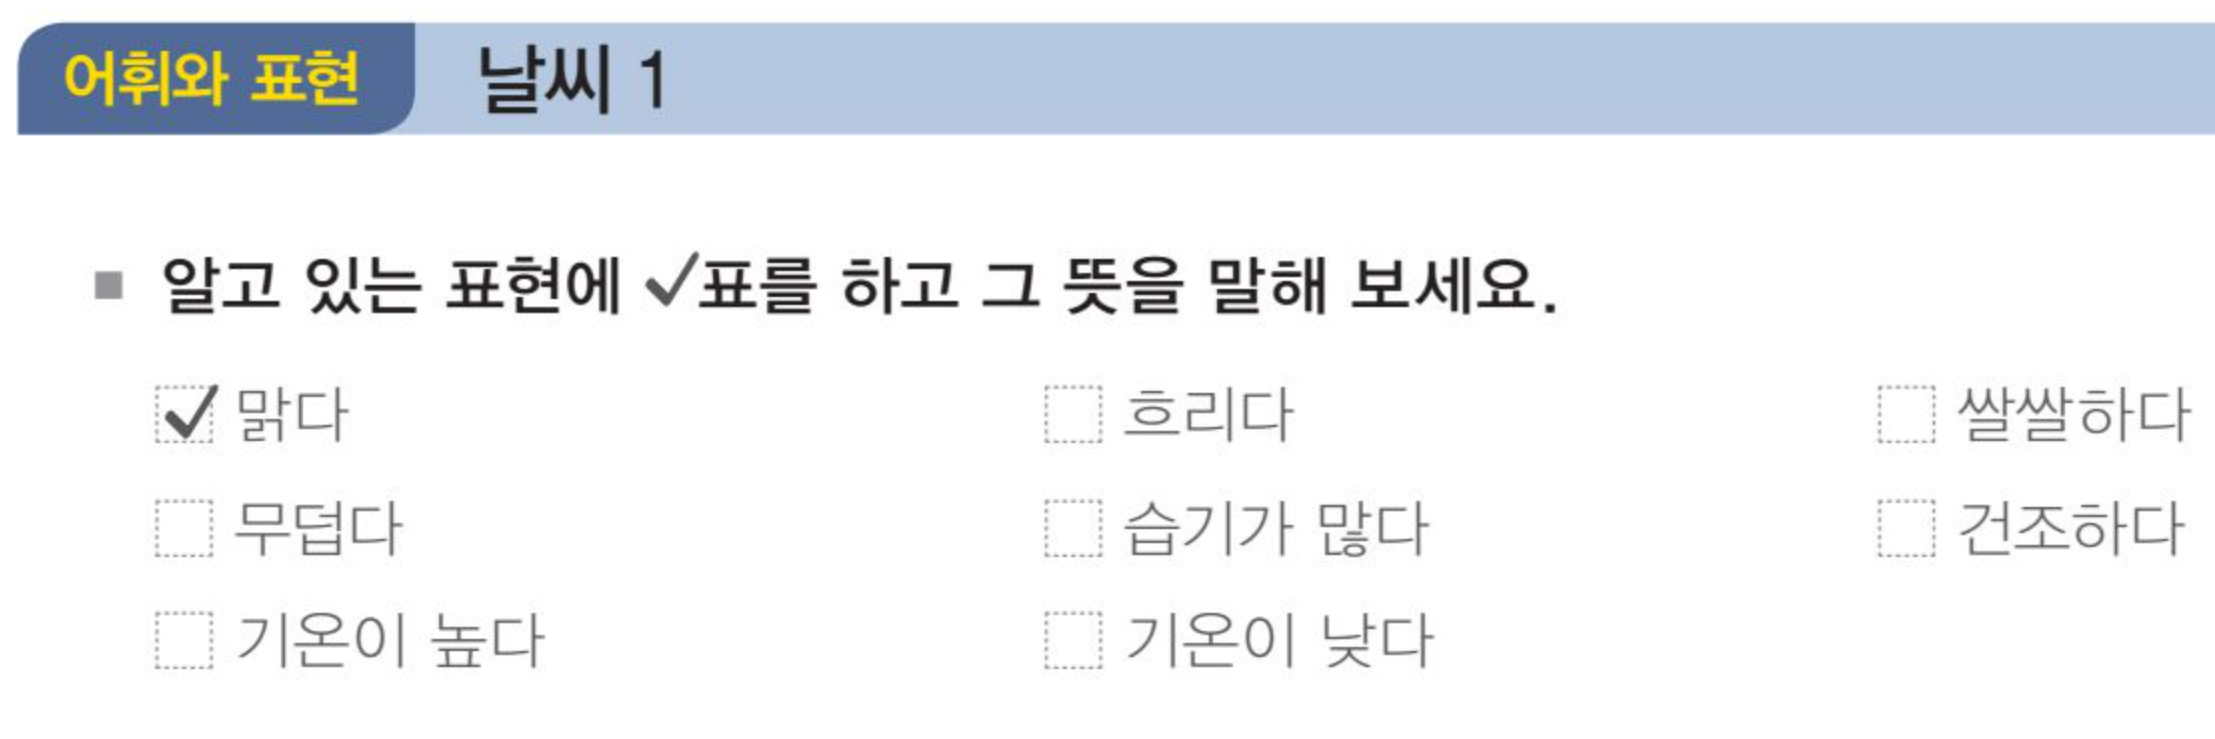 어휘와 표현 날씨 1
■ 알고 있는 표현에 ✓표를 하고 그 뜻을 말해 보세요.
맑다 흐리다 쌀쌀하다
무덥다 습기가 많다 건조하다
기온이 높다 기온이 낮다